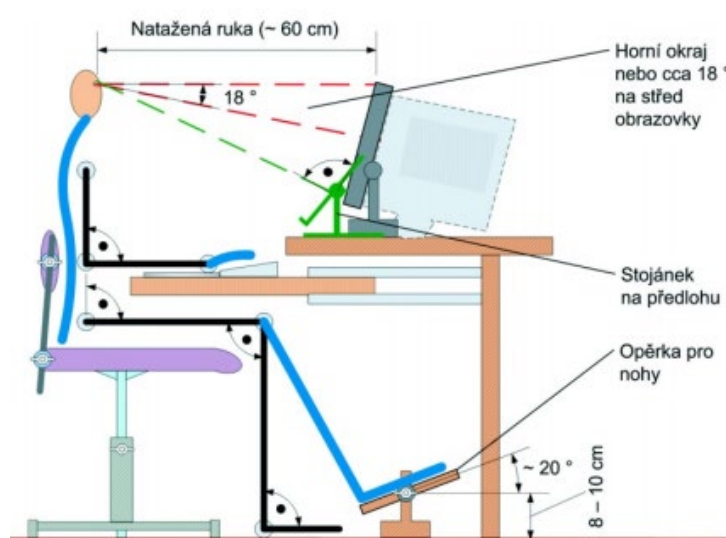 Natažená ruka (~ 60 cm)
Horní okraj
nebo cca 18 °
na střed
obrazovky
18 °
Stojánek
na předlohu
Opěrka pro
nohy
~ 20 °
8 – 10 cm